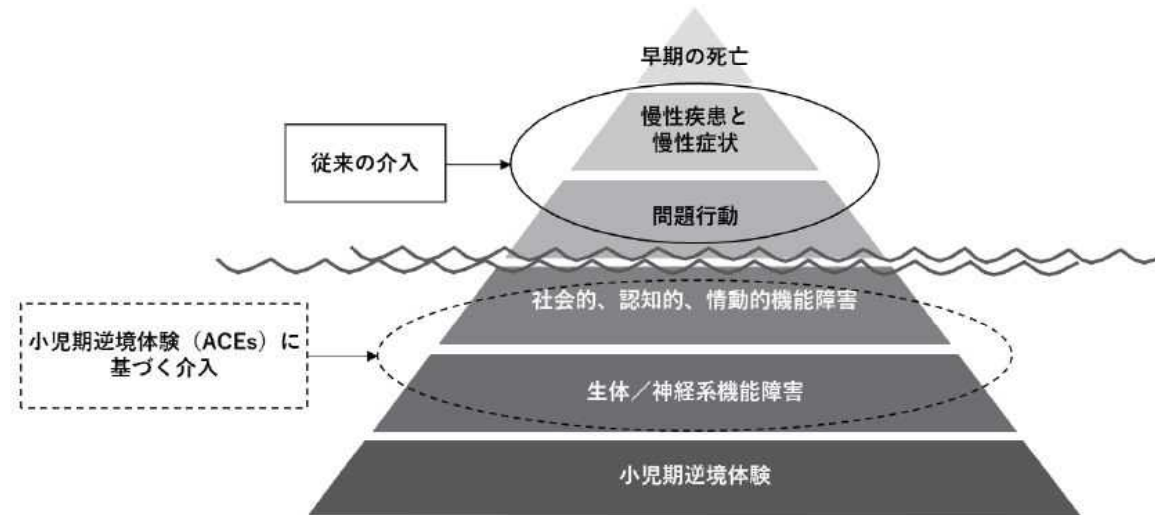 早期の死亡
慢性疾患と
慢性症状
従来の介入
問題行動
社会的、認知的、情動的機能障害
小児期逆境体験（ACEs）に
基づく介入
生体／神経系機能障害
小児期逆境体験